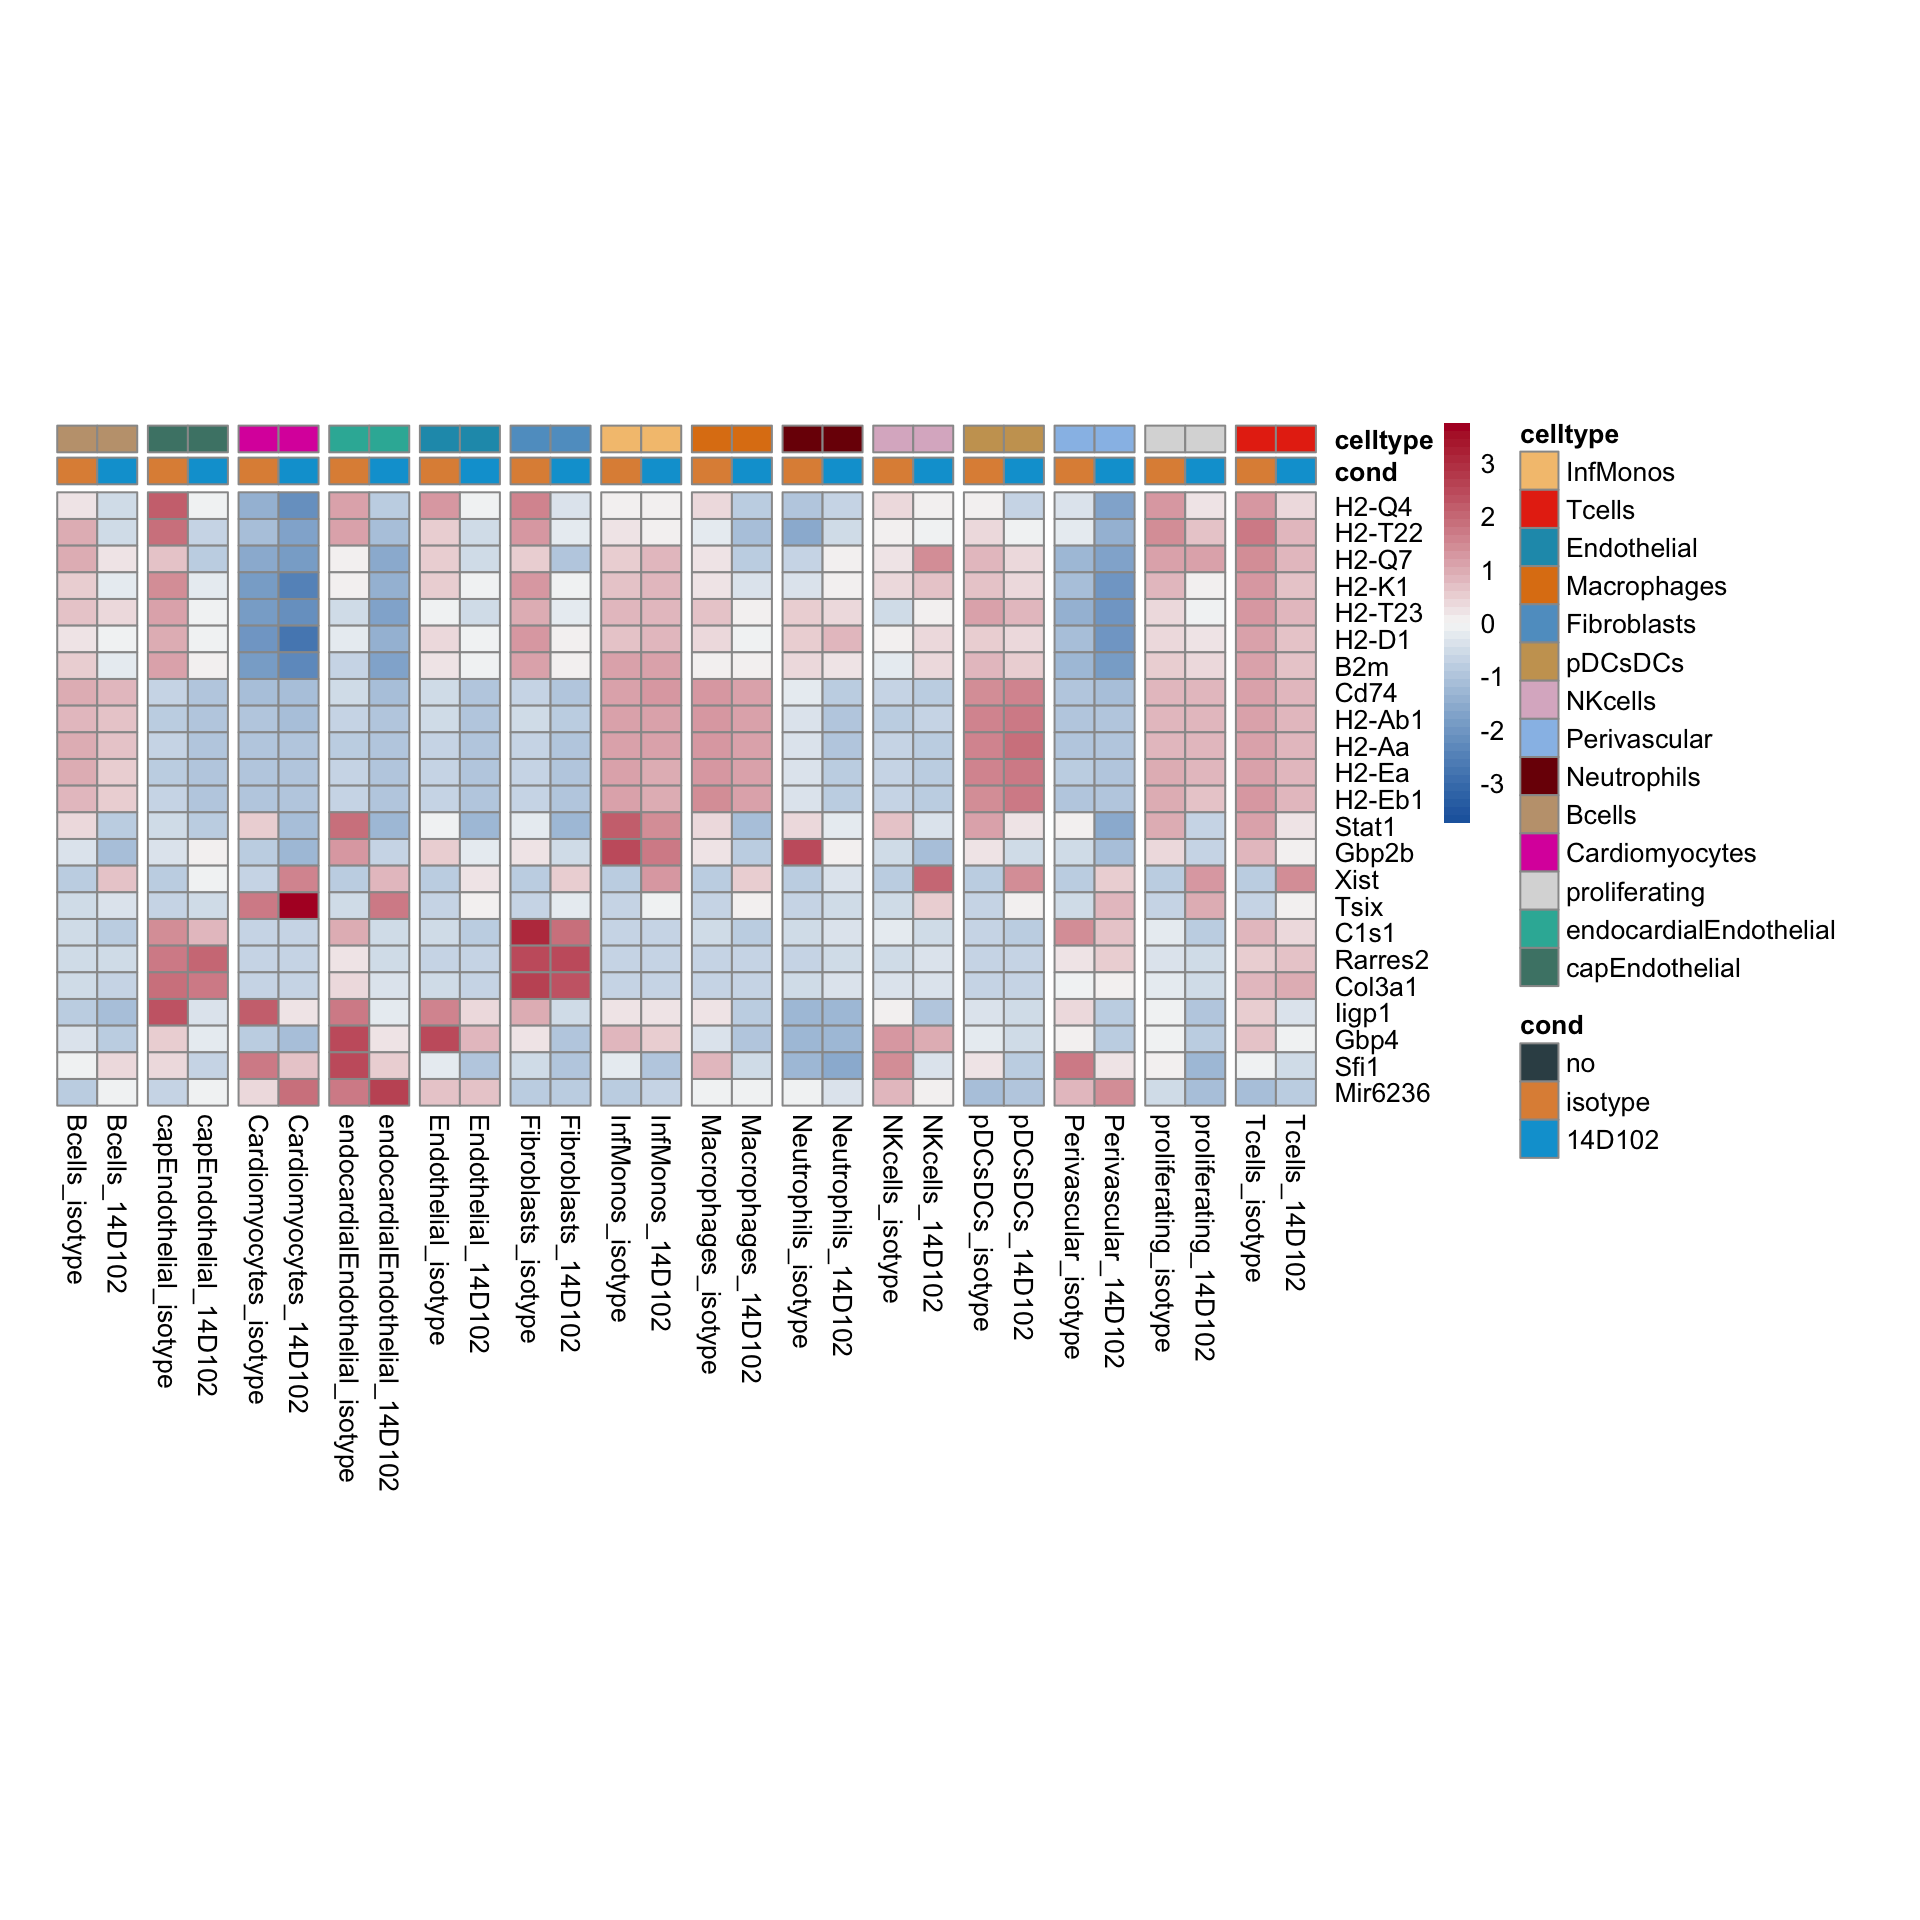 celltype
cond
H2-Q4
H2-T22
H2-Q7
H2-K1
H2-T23
H2-D1
B2m
Cd74
H2-Ab1
H2-Aa
H2-Ea
H2-Eb1
Stat1
Gbp2b
Xist
Tsix
C1s1
Rarres2
Col3a1
Iigp1
Gbp4
Sfi1
Mir6236
Bcells_isotype
Bcells_14D102
capEndothelial_isotype
capEndothelial_14D102
Cardiomyocytes_isotype
Cardiomyocytes_14D102
endocardialEndothelial_isotype
endocardialEndothelial_14D102
Endothelial_isotype
Endothelial_14D102
Fibroblasts_isotype
Fibroblasts_14D102
InfMonos_isotype
InfMonos_14D102
Macrophages_isotype
Macrophages_14D102
Neutrophils_isotype
Neutrophils_14D102
NKcells_isotype
NKcells_14D102
pDCsDCs_isotype
pDCsDCs_14D102
Perivascular_isotype
Perivascular_14D102
proliferating_isotype
proliferating_14D102
Tcells_isotype
Tcells_14D102
3
2
1
0
-1
-2
-3
celltype
InfMonos
Tcells
Endothelial
Macrophages
Fibroblasts
pDCsDCs
NKcells
Perivascular
Neutrophils
Bcells
Cardiomyocytes
proliferating
endocardialEndothelial
capEndothelial
cond
no
isotype
14D102